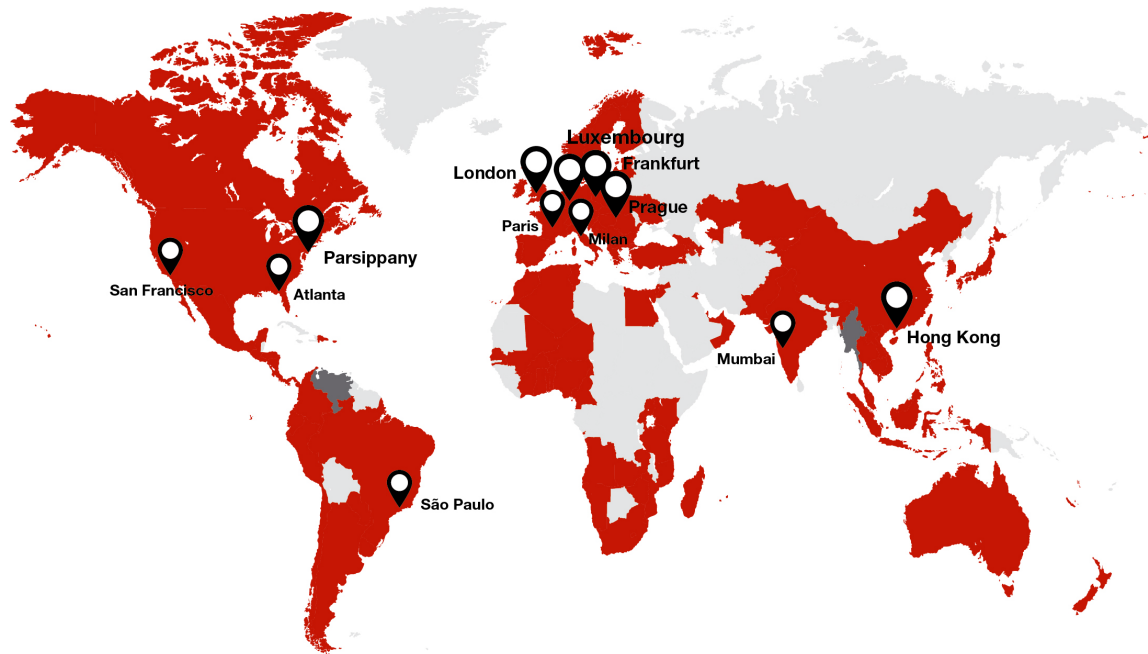 Luxembourg
London
Frankfurt
Prague
Paris
Milan
Parsippany
San Francisco
Atlanta
Hong Kong
Mumbai
São Paulo